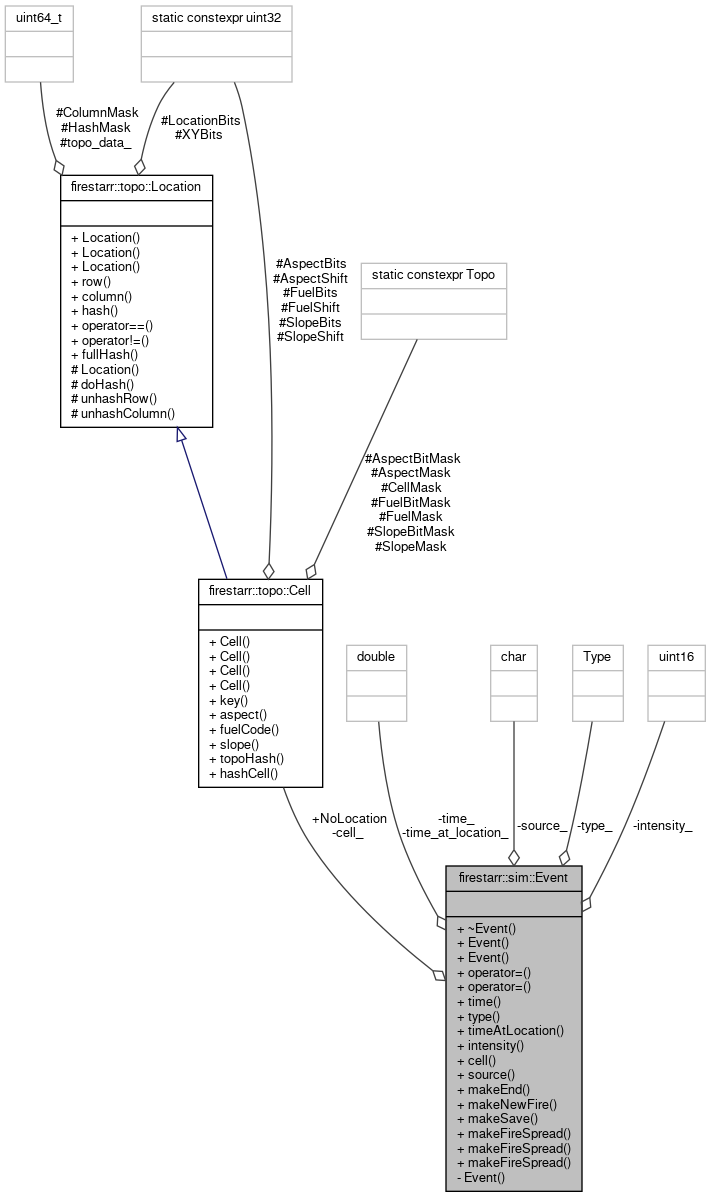 uint64_t
static constexpr uint32
#ColumnMask
#HashMask
#topo_data_
#LocationBits
#XYBits
firestarr::topo::Location
+ Location()
+ Location()
+ Location()
+ row()
+ column()
+ hash()
+ operator==()
+ operator!=()
+ fullHash()
# Location()
# doHash()
# unhashRow()
# unhashColumn()
#AspectBits
#AspectShift
#FuelBits
#FuelShift
#SlopeBits
#SlopeShift
static constexpr Topo
#AspectBitMask
#AspectMask
#CellMask
#FuelBitMask
#FuelMask
#SlopeBitMask
#SlopeMask
firestarr::topo::Cell
+ Cell()
+ Cell()
+ Cell()
+ Cell()
+ key()
+ aspect()
+ fuelCode()
+ slope()
+ topoHash()
+ hashCell()
double
char
Type
uint16
+NoLocation
-cell_
-time_
-time_at_location_
-source_
-type_
-intensity_
firestarr::sim::Event
+ ~Event()
+ Event()
+ Event()
+ operator=()
+ operator=()
+ time()
+ type()
+ timeAtLocation()
+ intensity()
+ cell()
+ source()
+ makeEnd()
+ makeNewFire()
+ makeSave()
+ makeFireSpread()
+ makeFireSpread()
+ makeFireSpread()
- Event()